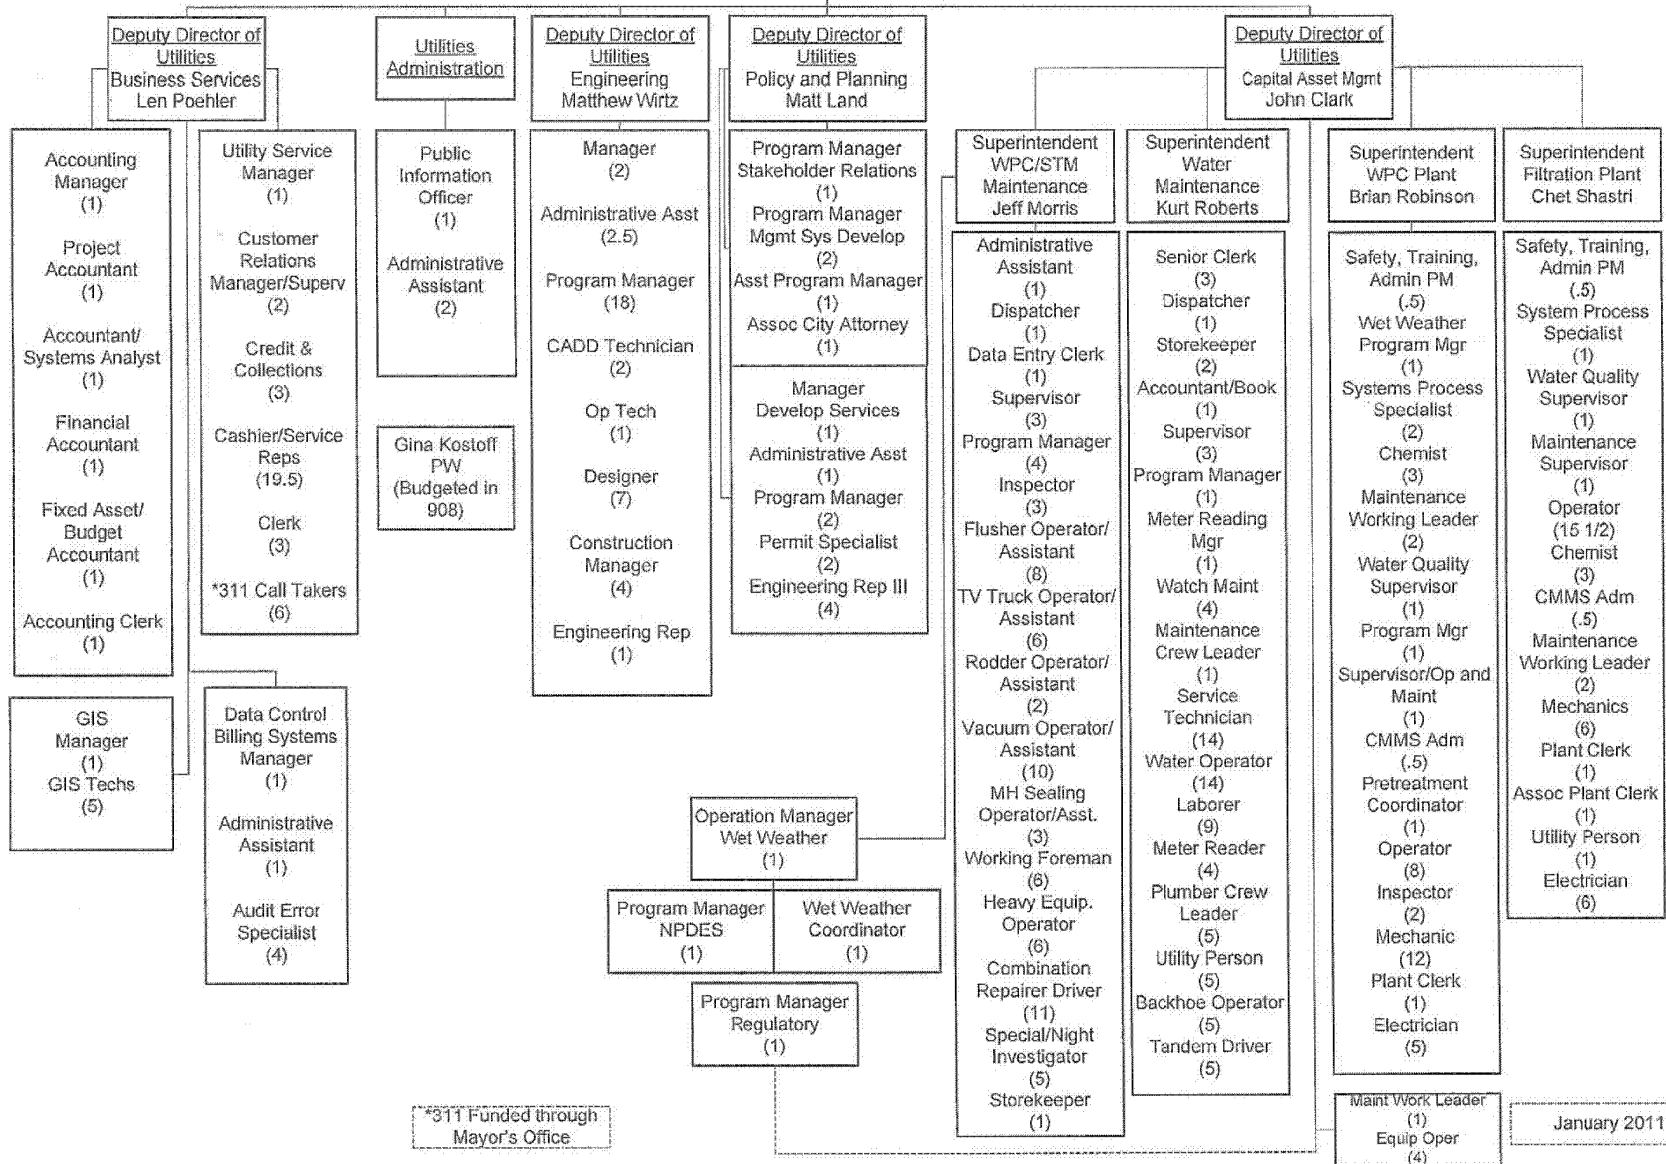 Deputy Director of
Utilities
Business Services
Len Poehler
Utilities
Administration
Deputy Director of
Utilities
Engineering
Matthew Wirtz
Deputy Director of
Utilities
Policy and Planning
Matt Land
Deputy Director of
Utilities
Capital Asset Mgmt
John Clark
Accounting
Manager
(1)
Project
Accountant
(1)
Accountant/
Systems Analyst
(1)
Financial
Accountant
(1)
Fixed Asset/
Budget
Accountant
(1)
Accounting Clerk
(1)
Utility Service
Manager
(1)
Customer
Relations
Manager/Superv
(2)
Credit &
Collections
(3)
Cashier/Service
Reps
(19.5)
Clerk
(3)
*311 Call Takers
(6)
Public
Information
Officer
(1)
Administrative
Assistant
(2)
Gina Kostoff
PW
(Budgeted in
908)
Manager
(2)
Administrative Asst
(2.5)
Program Manager
(18)
CADD Technician
(2)
Op Tech
(1)
Designer
(7)
Construction
Manager
(4)
Engineering Rep
(1)
Program Manager
Stakeholder Relations
(1)
Program Manager
Mgmt Sys Develop
(2)
Asst Program Manager
(1)
Assoc City Attorney
(1)
Manager
Develop Services
(1)
Administrative Asst
(1)
Program Manager
(2)
Permit Specialist
(2)
Engineering Rep III
(4)
Superintendent
WPC/STM
Maintenance
Jeff Morris
Administrative
Assistant
(1)
Dispatcher
(1)
Data Entry Clerk
(1)
Supervisor
(3)
Program Manager
(4)
Inspector
(3)
Flusher Operator/
Assistant
(8)
TV Truck Operator/
Assistant
(6)
Rodder Operator/
Assistant
(2)
Vacuum Operator/
Assistant
(10)
MH Sealing
Operator/Asst.
(3)
Working Foreman
(6)
Heavy Equip.
Operator
(6)
Combination
Repairer Driver
(11)
Special/Night
Investigator
(5)
Storekeeper
(1)
Superintendent
Water
Maintenance
Kurt Roberts
Senior Clerk
(3)
Dispatcher
(1)
Storekeeper
(2)
Accountant/Book
(1)
Supervisor
(3)
Program Manager
(1)
Meter Reading
Mgr
(1)
Watch Maint
(4)
Maintenance
Crew Leader
(1)
Service
Technician
(14)
Water Operator
(14)
Laborer
(9)
Meter Reader
(4)
Plumber Crew
Leader
(5)
Utility Person
(5)
Backhoe Operator
(5)
Tandem Driver
(5)
Superintendent
WPC Plant
Brian Robinson
Safety, Training,
Admin PM
(.5)
Wet Weather
Program Mgr
(1)
Systems Process
Specialist
(2)
Chemist
(3)
Maintenance
Working Leader
(2)
Water Quality
Supervisor
(1)
Program Mgr
(1)
Supervisor/Op and
Maint
(1)
CMMS Adm
(.5)
Pretreatment
Coordinator
(1)
Operator
(8)
Inspector
(2)
Mechanic
(12)
Plant Clerk
(1)
Electrician
(5)
Superintendent
Filtration Plant
Chet Shastri
Safety, Training,
Admin PM
(.5)
System Process
Specialist
(1)
Water Quality
Supervisor
(1)
Maintenance
Supervisor
(1)
Operator
(15 1/2)
Chemist
(3)
CMMS Adm
(.5)
Maintenance
Working Leader
(2)
Mechanics
(6)
Plant Clerk
(1)
Assoc Plant Clerk
(1)
Utility Person
(1)
Electrician
(6)
GIS
Manager
(1)
GIS Techs
(5)
Data Control
Billing Systems
Manager
(1)
Administrative
Assistant
(1)
Audit Error
Specialist
(4)
Operation Manager
Wet Weather
(1)
Program Manager
NPDES
(1)
Wet Weather
Coordinator
(1)
Program Manager
Regulatory
(1)
*311 Funded through
Mayor's Office
Maint Work Leader
(1)
Equip Oper
(4)
January 2011